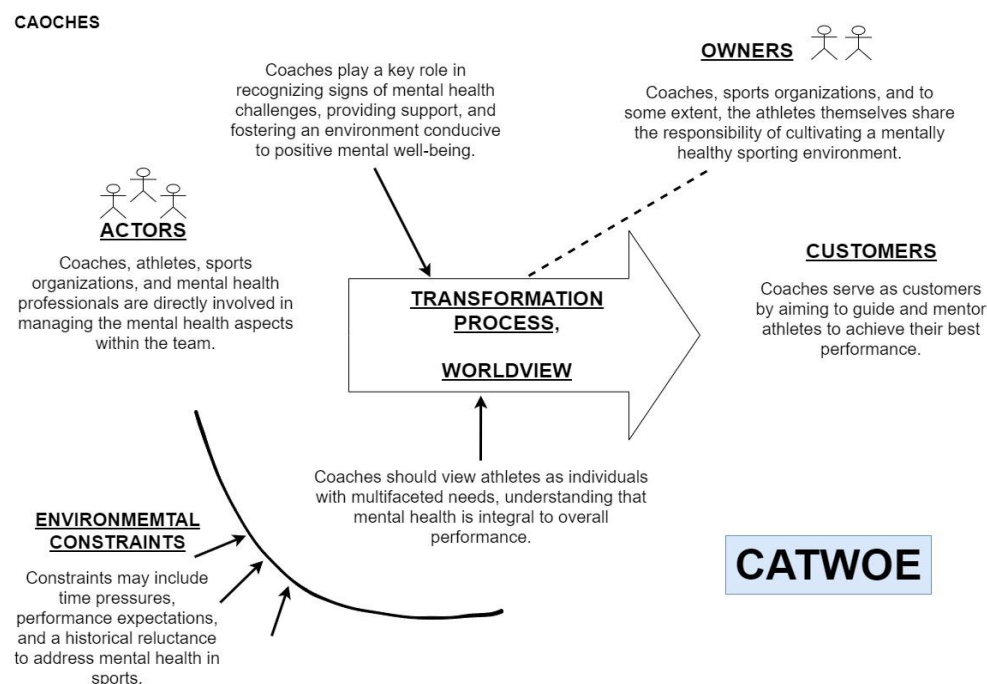 CAOCHES
Coaches play a key role in
recognizing signs of mental health
challenges, providing support, and
fostering an environment conducive
to positive mental well-being.
OWNERS
Coaches, sports organizations, and to
some extent, the athletes themselves share
the responsibility of cultivating a mentally
healthy sporting environment.
ACTORS
Coaches, athletes, sports
organizations, and mental health
professionals are directly involved in
managing the mental health aspects
within the team.
TRANSFORMATION
PROCESS,
WORLDVIEW
CUSTOMERS
Coaches serve as customers
by aiming to guide and mentor
athletes to achieve their best
performance.
Coaches should view athletes as individuals
with multifaceted needs, understanding that
mental health is integral to overall
performance.
ENVIRONMEMTAL
CONSTRAINTS
Constraints may include
time pressures,
performance expectations,
and a historical reluctance
to address mental health in
sports.
CATWOE